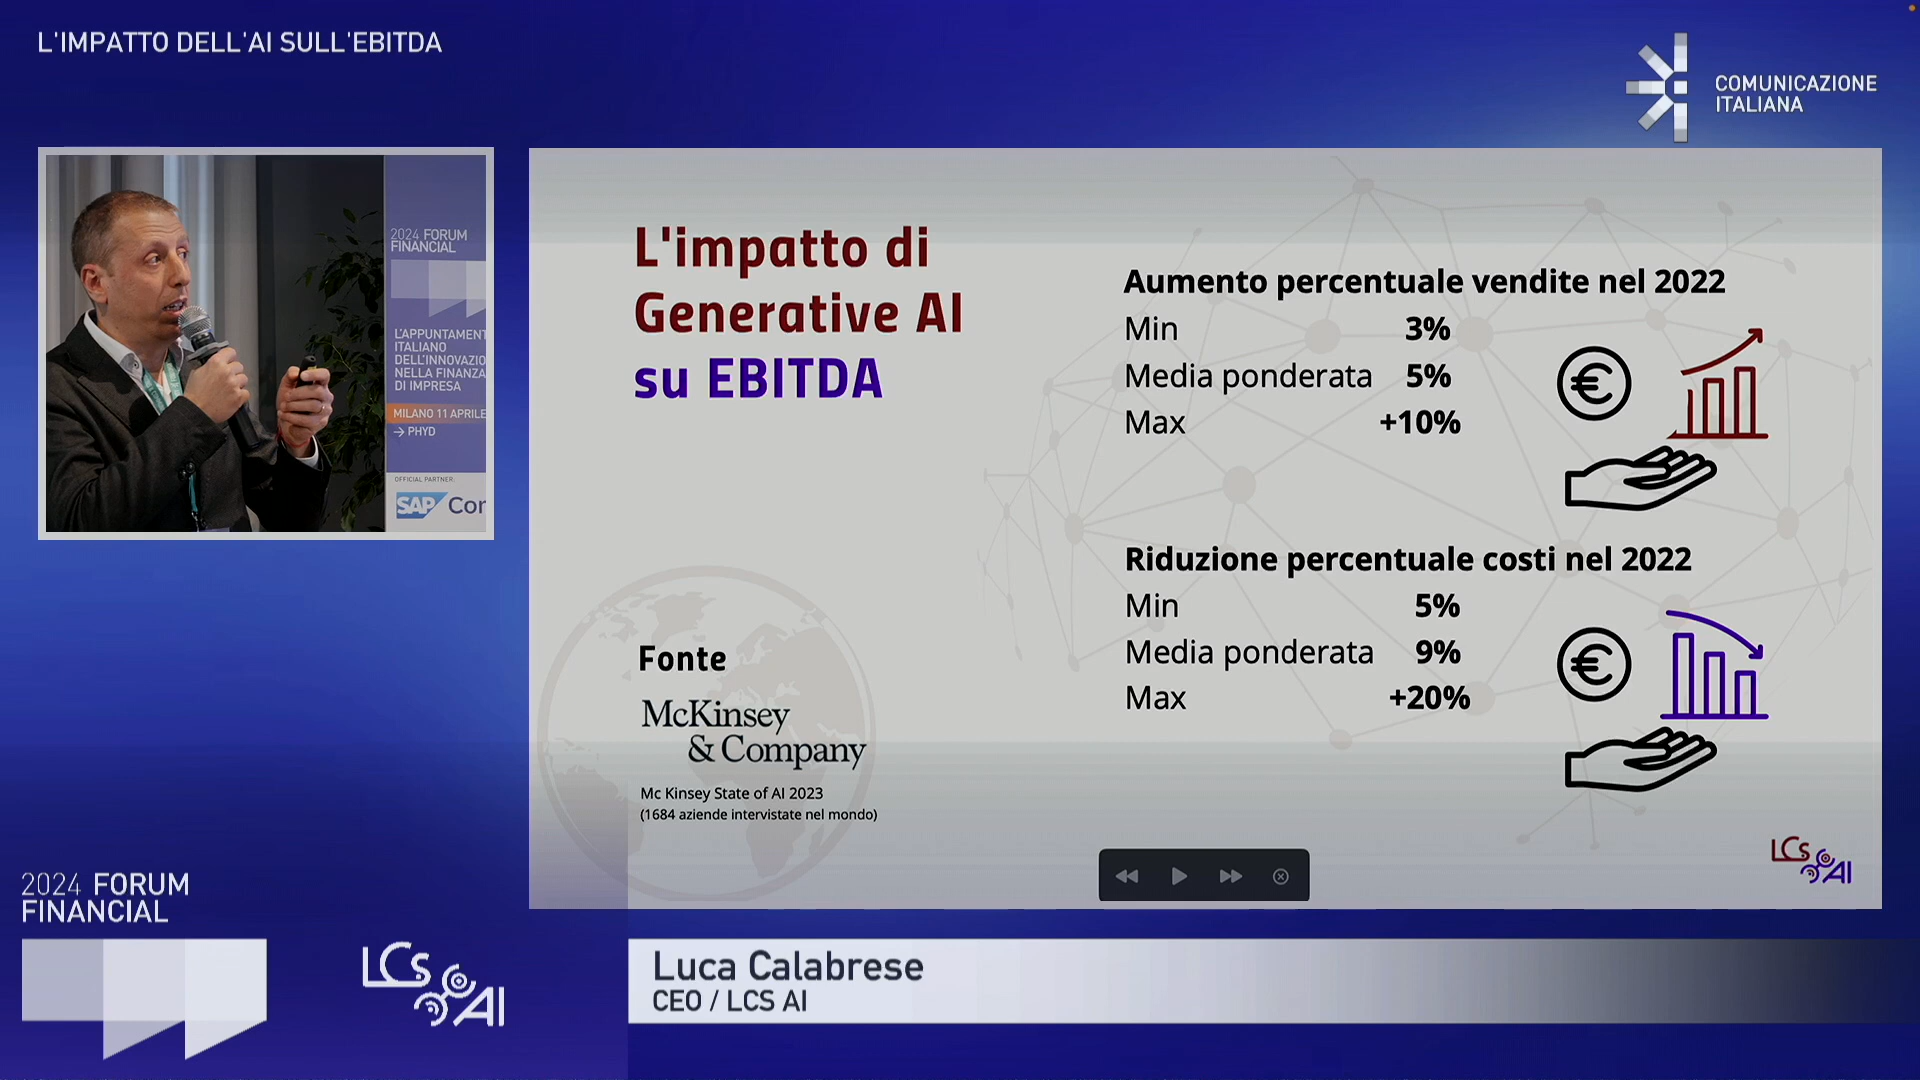 L'IMPATTO DELL'AI SULL'EBITDA
COMUNICAZIONE
ITALIANA
2024 FORUM
FINANCIAL
L'APPUNTAMENT
ITALIANO
DELL'INNOVAZIO
NELLA FINANZA
DI IMPRESA
MILANO 11 APRILE
→ PHYD
OFFICIAL PARTNER:
SAP Con
L'impatto di
Generative AI
su EBITDA
Aumento percentuale vendite nel 2022
Min 3%
Media ponderata 5%
Max +10%
Riduzione percentuale costi nel 2022
Min 5%
Media ponderata 9%
Max +20%
Fonte
McKinsey
& Company
Mc Kinsey State of AI 2023
(1684 aziende intervistate nel mondo)
LCs
AI
2024 FORUM
FINANCIAL
LCs
AI
Luca Calabrese
CEO / LCS AI